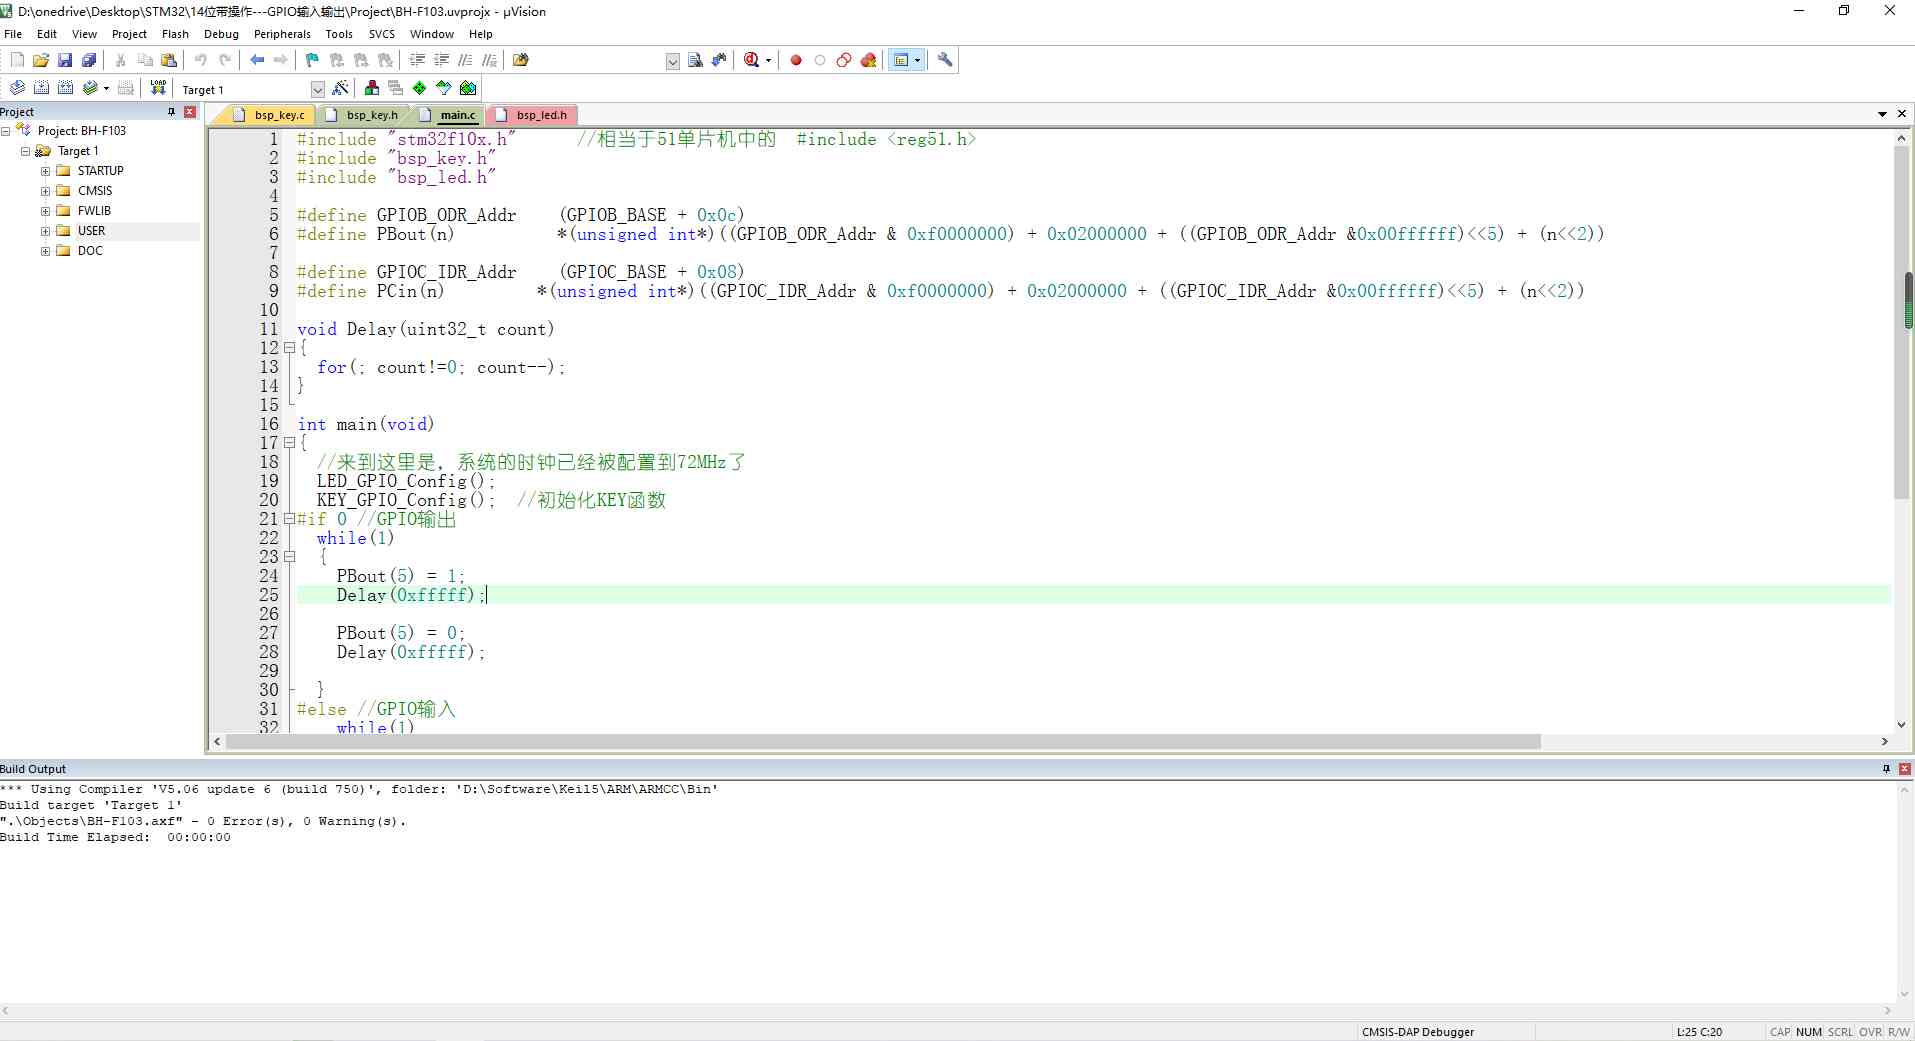 D:\onedrive\Desktop\STM32\14位带操作---GPIO输入输出\Project\BH-F103.uvprojx - µVision
File Edit View Project Flash Debug Peripherals Tools SVCS Window Help
LOAD Target 1
Project
Project: BH-F103
Target 1
STARTUP
CMSIS
FWLIB
USER
DOC
bsp_key.c bsp_key.h main.c bsp_led.h
1 #include "stm32f10x.h" //相当于51单片机中的 #include <reg51.h>
2 #include "bsp_key.h"
3 #include "bsp_led.h"
4
5 #define GPIOB_ODR_Addr (GPIOB_BASE + 0x0c)
6 #define PBout(n) *(unsigned int*)((GPIOB_ODR_Addr & 0xf0000000) + 0x02000000 + ((GPIOB_ODR_Addr &0x00ffffff)<<5) + (n<<2))
7
8 #define GPIOC_IDR_Addr (GPIOC_BASE + 0x08)
9 #define PCin(n) *(unsigned int*)((GPIOC_IDR_Addr & 0xf0000000) + 0x02000000 + ((GPIOC_IDR_Addr &0x00ffffff)<<5) + (n<<2))
10
11 void Delay(uint32_t count)
12 {
13 for(; count!=0; count--);
14 }
15
16 int main(void)
17 {
18 //来到这里是，系统的时钟已经被配置到72MHz了
19 LED_GPIO_Config();
20 KEY_GPIO_Config(); //初始化KEY函数
21 #if 0 //GPIO输出
22 while(1)
23 {
24 PBout(5) = 1;
25 Delay(0xfffff);
26
27 PBout(5) = 0;
28 Delay(0xfffff);
29
30 }
31 #else //GPIO输入
32 while(1)
Build Output
*** Using Compiler 'V5.06 update 6 (build 750)', folder: 'D:\Software\Keil5\ARM\ARMCC\Bin'
Build target 'Target 1'
".\Objects\BH-F103.axf" - 0 Error(s), 0 Warning(s).
Build Time Elapsed: 00:00:00
CMSIS-DAP Debugger L:25 C:20 CAP NUM SCRL OVR R/W